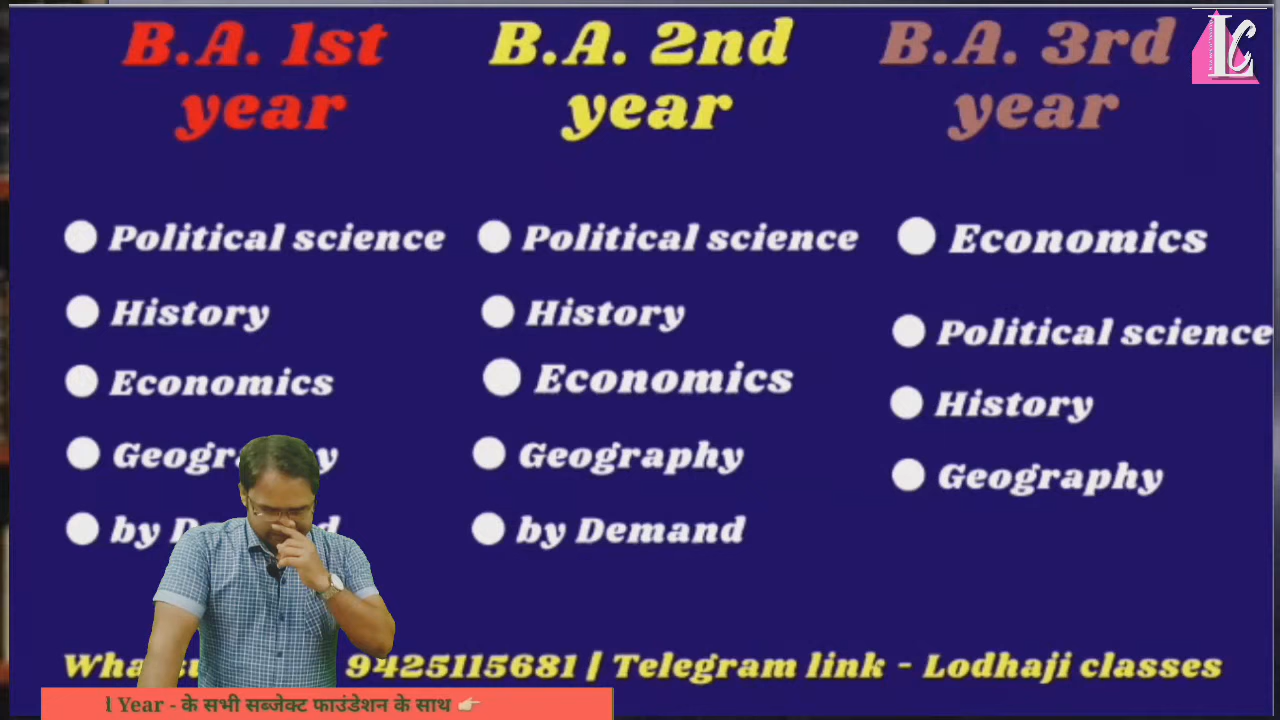 B.A. 1st
year
Political science
History
Economics
by
B.A. 2nd
year
Political science
History
Economics
Geography
by Demand
B.A. 3rd
year
Economics
Political science
History
Geography
9425115681 | Telegram link - Lodhaji classes
Year - के सभी सब्जेक्ट फाउंडेशन के साथ 👉🏻
LC